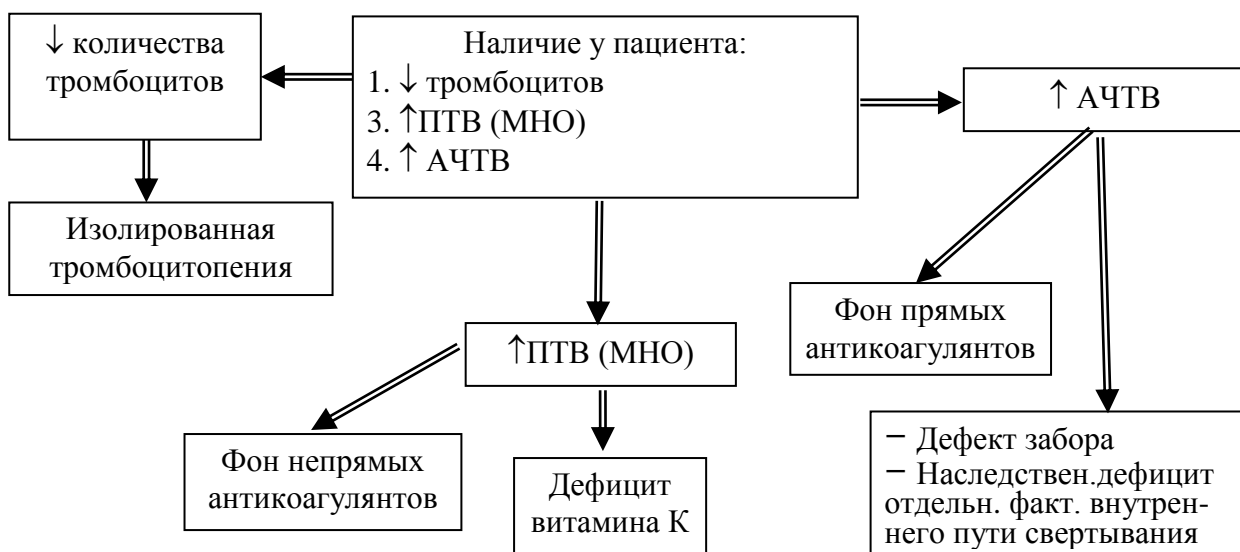 ↓ количества
тромбоцитов
Наличие у пациента:
1. ↓ тромбоцитов
3. ↑ПТВ (МНО)
4. ↑ АЧТВ
↑ АЧТВ
Изолированная
тромбоцитопения
↑ПТВ (МНО)
Фон прямых
антикоагулянтов
Фон непрямых
антикоагулянтов
Дефицит
витамина К
− Дефект забора
− Наследствен.дефицит
отдельн. факт. внутрен-
него пути свертывания